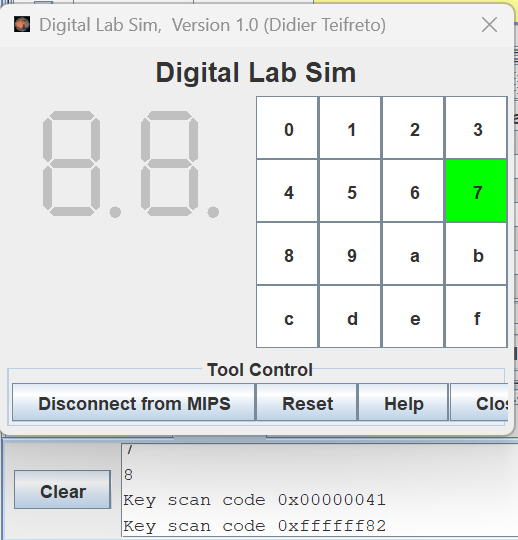 Digital Lab Sim, Version 1.0 (Didier Teifreto)
Digital Lab Sim
0 1 2 3
4 5 6 7
8 9 a b
c d e f
Tool Control
Disconnect from MIPS Reset Help Clos
Clear
7
8
Key scan code 0x00000041
Key scan code 0xffffff82